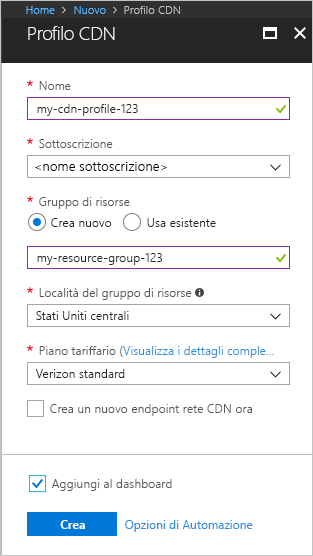 Home > Nuovo > Profilo CDN
Profilo CDN
* Nome
my-cdn-profile-123
* Sottoscrizione
<nome sottoscrizione>
* Gruppo di risorse
Crea nuovo Usa esistente
my-resource-group-123
* Località del gruppo di risorse
Stati Uniti centrali
* Piano tariffario (Visualizza i dettagli comple...
Verizon standard
Crea un nuovo endpoint rete CDN ora
Aggiungi al dashboard
Crea Opzioni di Automazione